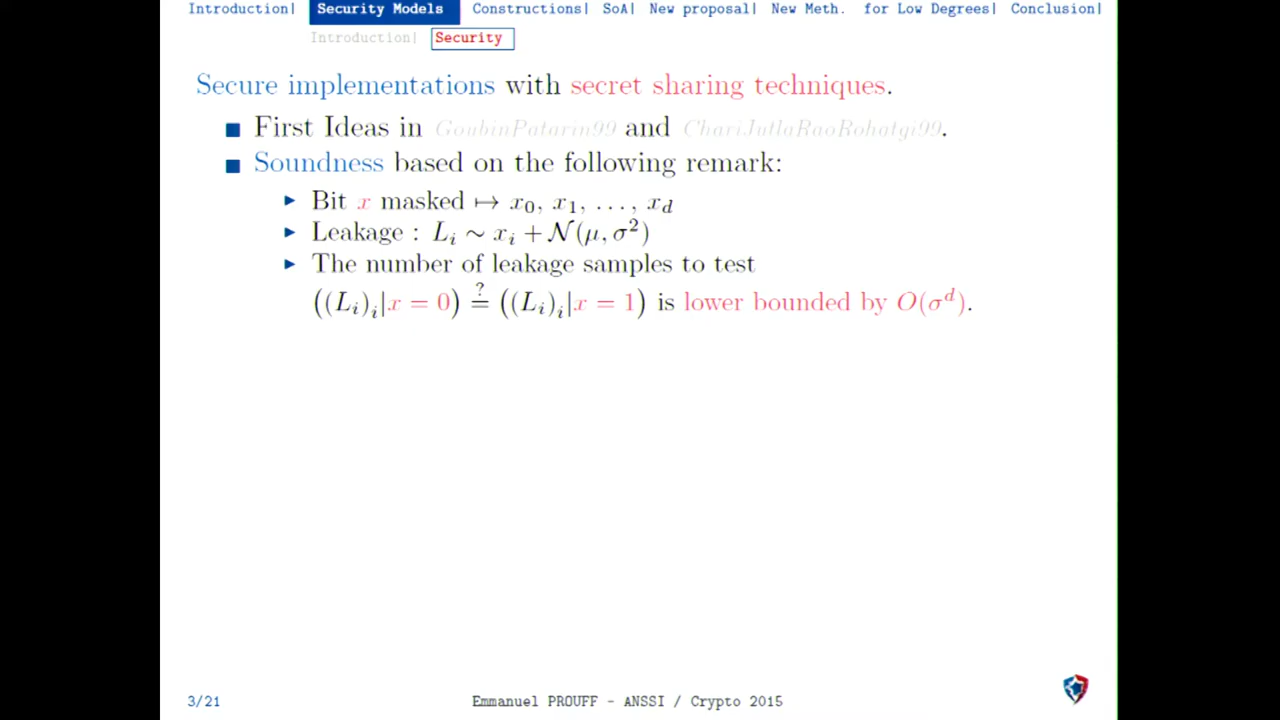 Introduction| Security Models Constructions| SoA| New proposal| New Meth. for Low Degrees| Conclusion|
Introduction| Security
Secure implementations with secret sharing techniques.
■ First Ideas in GoubinPatarin99 and ChariJutlaRaoRohatgi99.
■ Soundness based on the following remark:
▶ Bit x masked ↦ x₀, x₁, …, x_d
▶ Leakage : Lᵢ ∼ xᵢ + 𝒩(μ, σ²)
▶ The number of leakage samples to test
((Lᵢ)ᵢ|x = 0) ≟ ((Lᵢ)ᵢ|x = 1) is lower bounded by O(σᵈ).
3/21 Emmanuel PROUFF - ANSSI / Crypto 2015